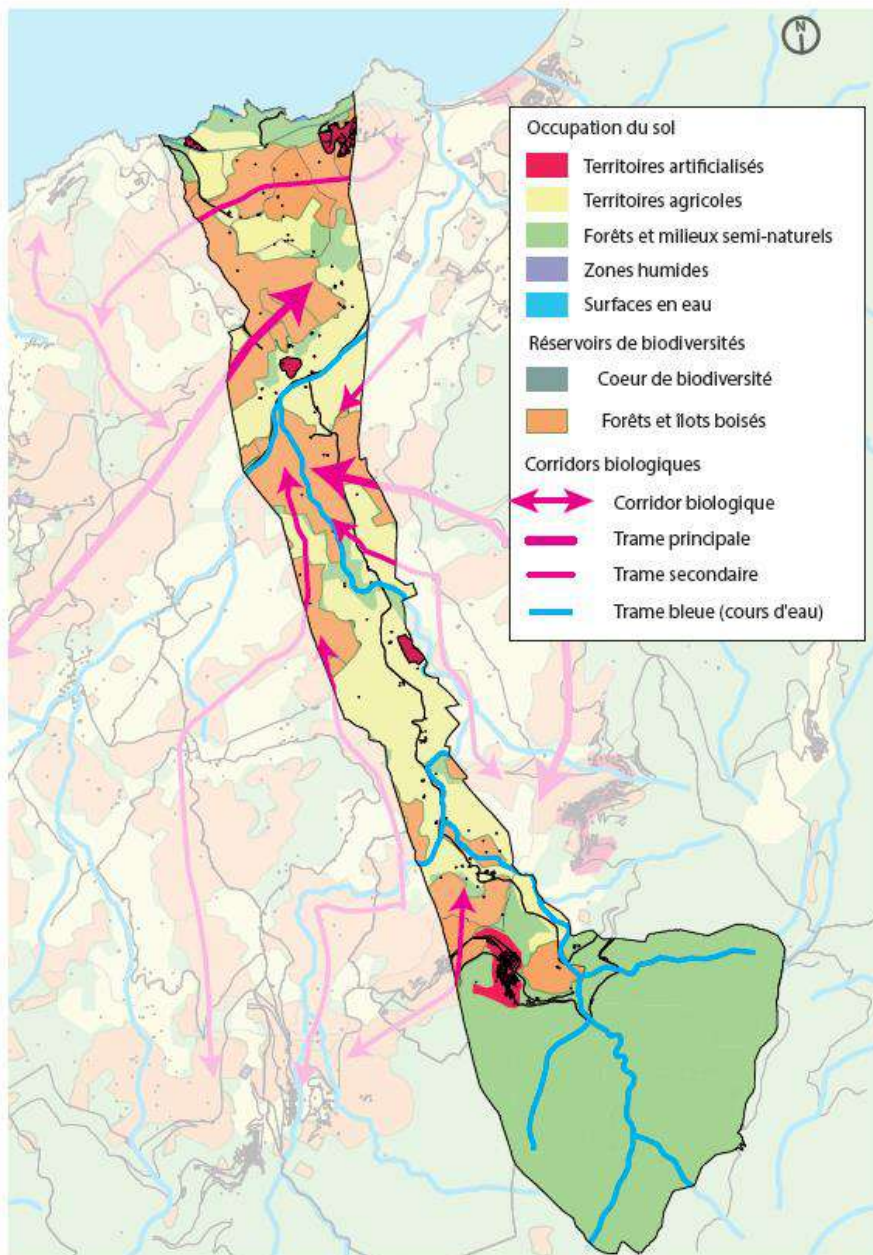 N
Occupation du sol
Territoires artificialisés
Territoires agricoles
Forêts et milieux semi-naturels
Zones humides
Surfaces en eau
Réservoirs de biodiversités
Coeur de biodiversité
Forêts et îlots boisés
Corridors biologiques
Corridor biologique
Trame principale
Trame secondaire
Trame bleue (cours d'eau)